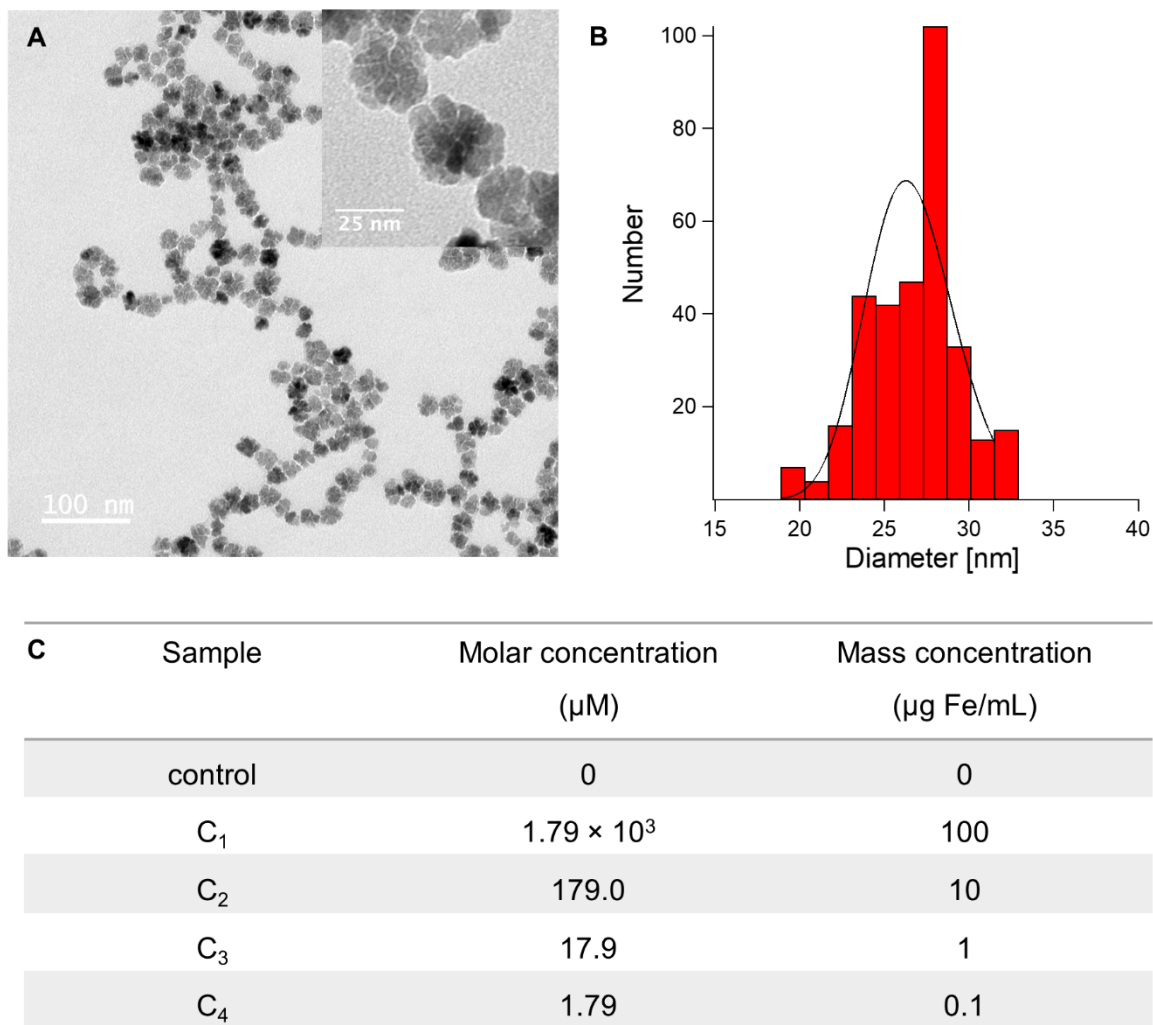 A
25 nm
100 nm
B
100
80
60
40
20
Number
15 20 25 30 35 40
Diameter [nm]
C Sample Molar concentration Mass concentration
(µM) (µg Fe/mL)
control 0 0
C₁ 1.79 × 10³ 100
C₂ 179.0 10
C₃ 17.9 1
C₄ 1.79 0.1